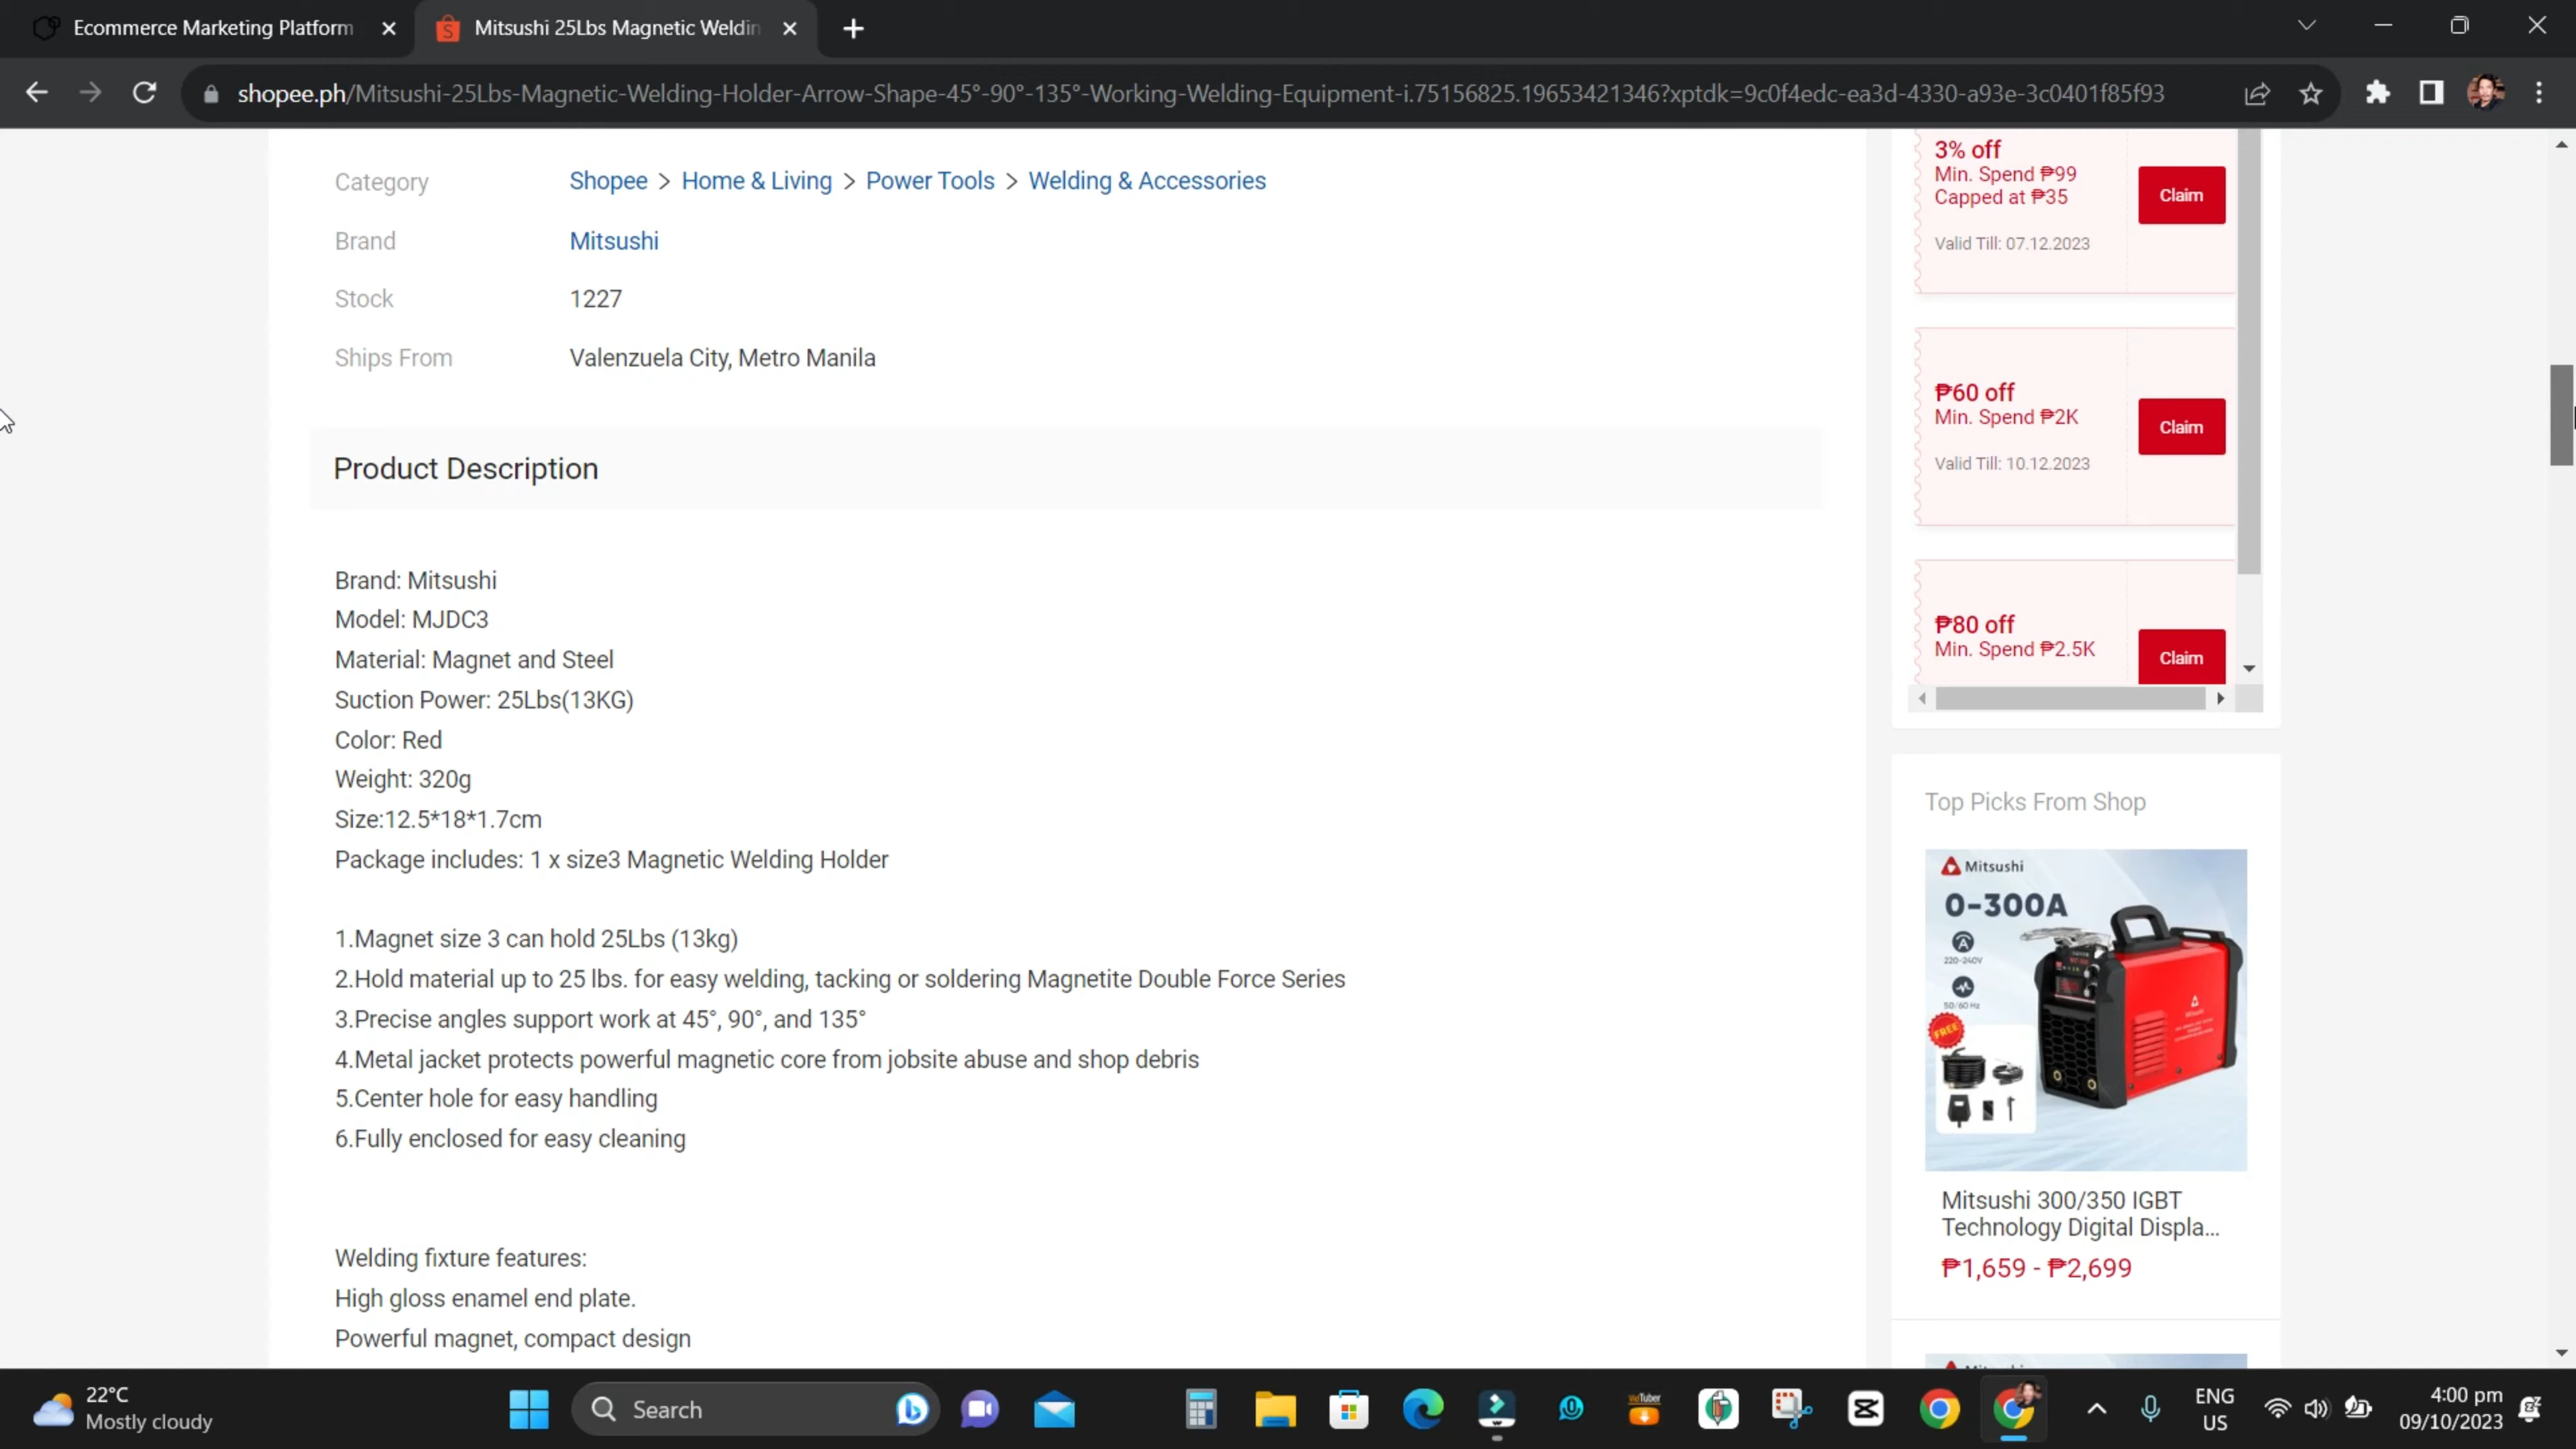 Ecommerce Marketing Platform
Mitsushi 25Lbs Magnetic Weldin
shopee.ph/Mitsushi-25Lbs-Magnetic-Welding-Holder-Arrow-Shape-45°-90°-135°-Working-Welding-Equipment-i.75156825.19653421346?xptdk=9c0f4edc-ea3d-4330-a93e-3c0401f85f93
Category
Shopee > Home & Living > Power Tools > Welding & Accessories
Brand
Mitsushi
Stock
1227
Ships From
Valenzuela City, Metro Manila
Product Description
Brand: Mitsushi
Model: MJDC3
Material: Magnet and Steel
Suction Power: 25Lbs(13KG)
Color: Red
Weight: 320g
Size:12.5*18*1.7cm
Package includes: 1 x size3 Magnetic Welding Holder
1.Magnet size 3 can hold 25Lbs (13kg)
2.Hold material up to 25 lbs. for easy welding, tacking or soldering Magnetite Double Force Series
3.Precise angles support work at 45°, 90°, and 135°
4.Metal jacket protects powerful magnetic core from jobsite abuse and shop debris
5.Center hole for easy handling
6.Fully enclosed for easy cleaning
Welding fixture features:
High gloss enamel end plate.
Powerful magnet, compact design
3% off
Min. Spend ₱99
Capped at ₱35
Valid Till: 07.12.2023
Claim
₱60 off
Min. Spend ₱2K
Valid Till: 10.12.2023
Claim
₱80 off
Min. Spend ₱2.5K
Claim
Top Picks From Shop
Mitsushi
0-300A
220-240V
50/60 Hz
FREE
Mitsushi 300/350 IGBT
Technology Digital Displa...
₱1,659 - ₱2,699
22°C
Mostly cloudy
Search
ENG
US
4:00 pm
09/10/2023